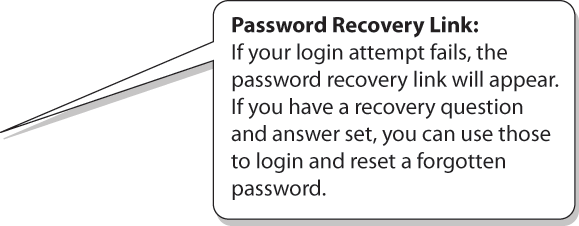 Password Recovery Link:
If your login attempt fails, the
password recovery link will appear.
If you have a recovery question
and answer set, you can use those
to login and reset a forgotten
password.